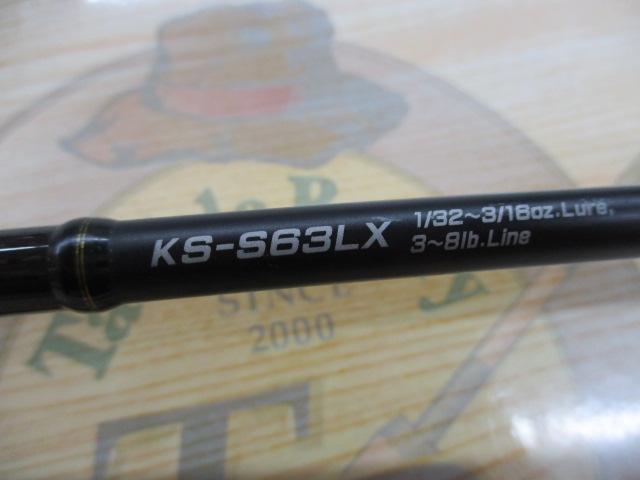 KS-S63LX
1/32~3/16oz.Lure,
3~8lb.Line
SINCE
2000